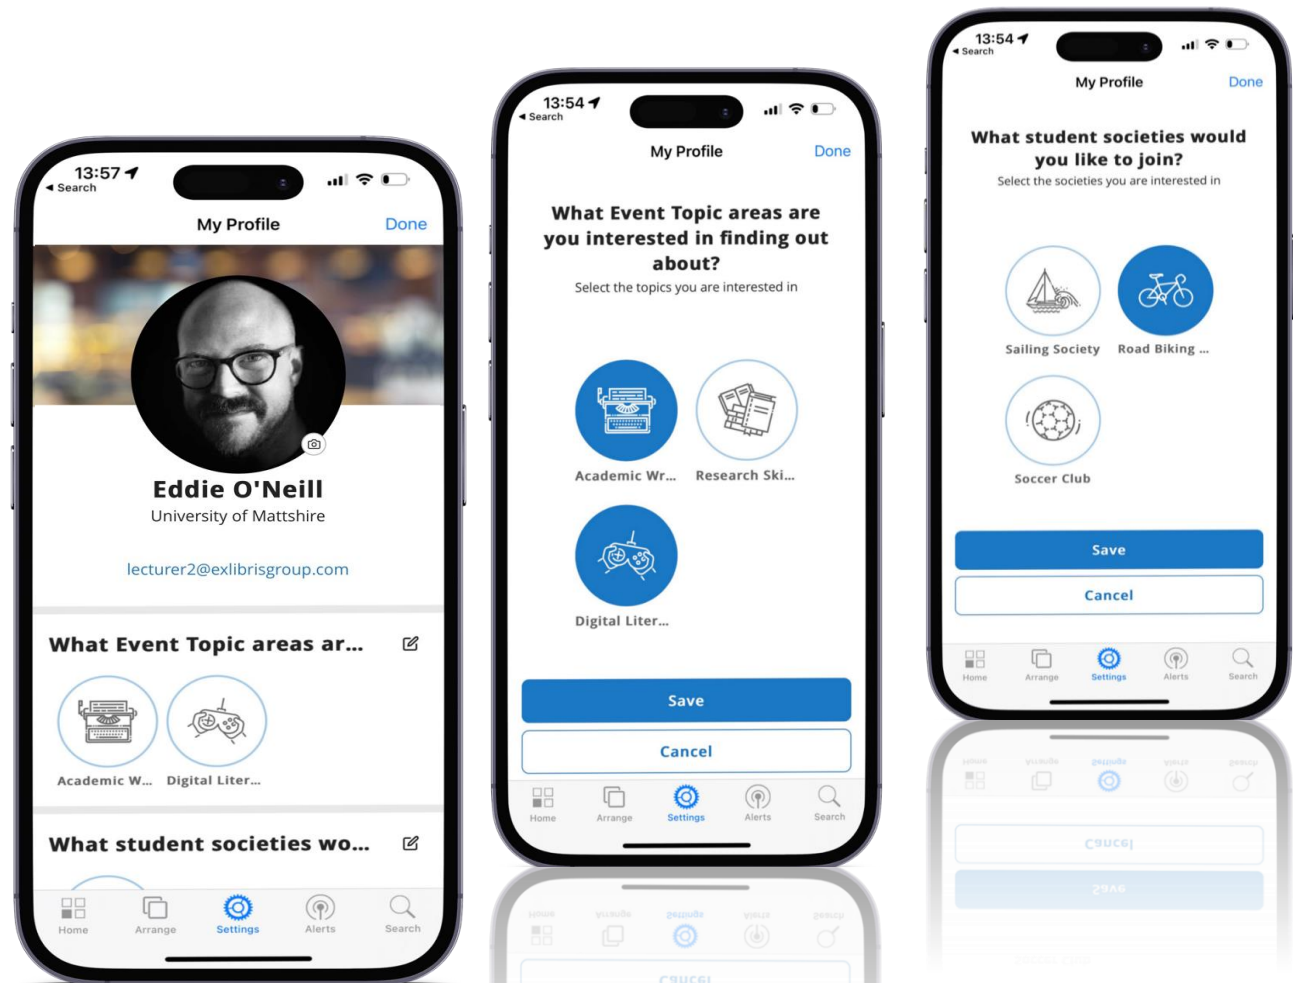 13:57
Search
My Profile
Done
Eddie O'Neill
University of Mattshire
lecturer2@exlibrisgroup.com
What Event Topic areas ar...
Academic W...
Digital Liter...
What student societies wo...
Home
Arrange
Settings
Alerts
Search
13:54
Search
My Profile
Done
What Event Topic areas are
you interested in finding out
about?
Select the topics you are interested in
Academic Wr...
Research Ski...
Digital Liter...
Save
Cancel
Home
Arrange
Settings
Alerts
Search
13:54
Search
My Profile
Done
What student societies would
you like to join?
Select the societies you are interested in
Sailing Society
Road Biking ...
Soccer Club
Save
Cancel
Home
Arrange
Settings
Alerts
Search